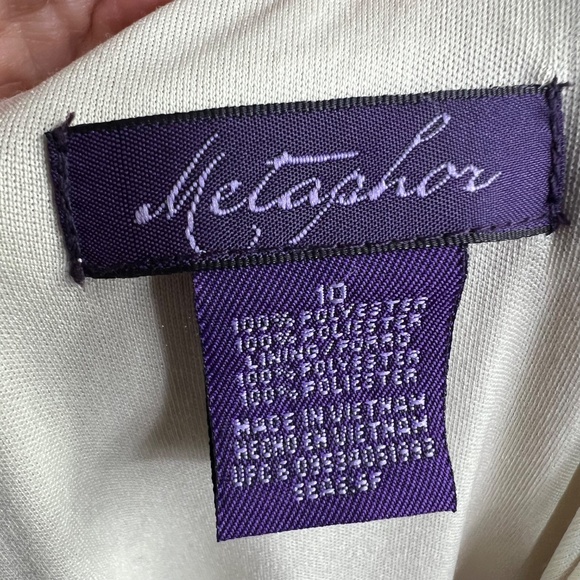 Metaphor
10
100% POLYESTER
100% POLIESTER
LINING/FORRO
100% POLYESTER
100% POLIESTER
MADE IN VIETNAM
HECHO EN VIETNAM